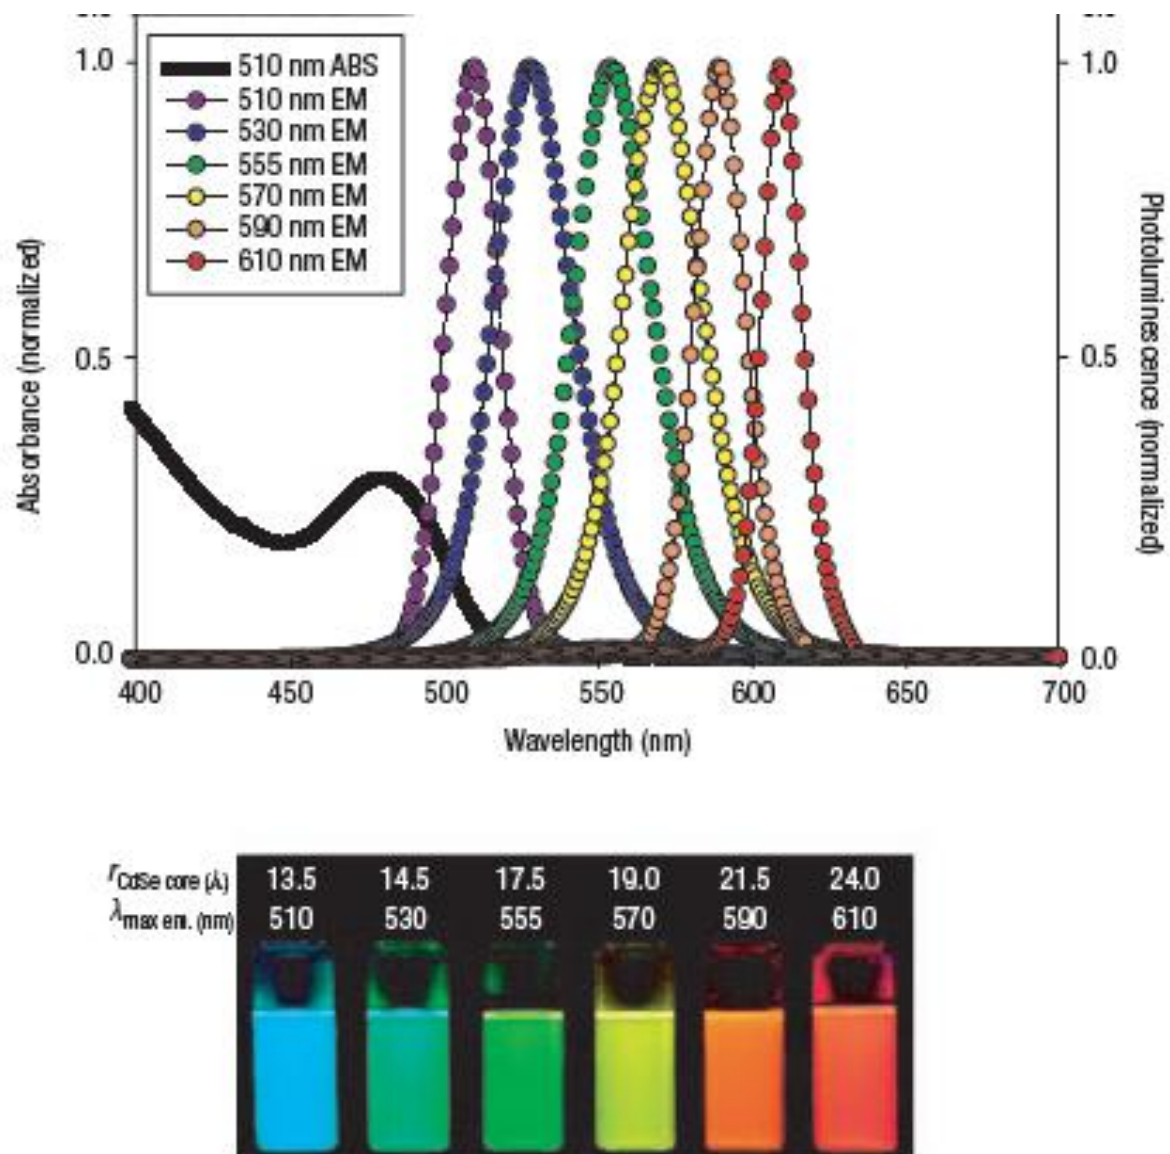 1.0
1.0
510 nm ABS
510 nm EM
530 nm EM
555 nm EM
570 nm EM
590 nm EM
610 nm EM
Absorbance (normalized)
Photoluminescence (normalized)
0.5
0.5
0.0
0.0
400 450 500 550 600 650 700
Wavelength (nm)
rCdSe core (Å) 13.5 14.5 17.5 19.0 21.5 24.0
λmax em. (nm) 510 530 555 570 590 610